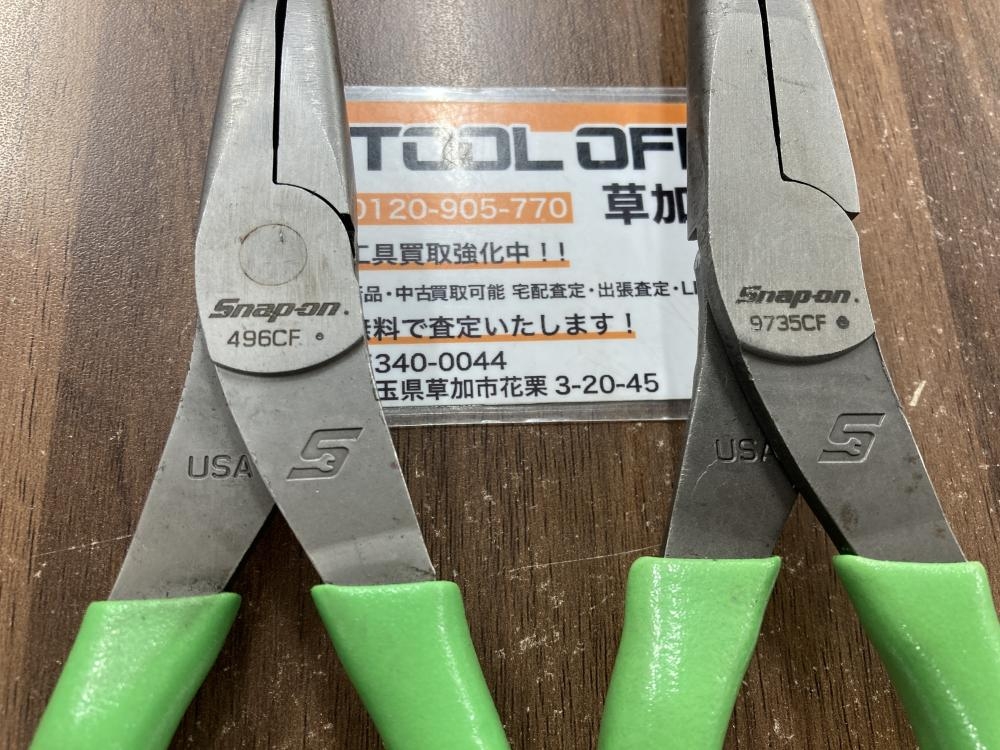 TOOL OFF
0120-905-770
草加
工具買取強化中!!
品・中古買取可能 宅配査定・出張査定・LI
無料で査定いたします!
340-0044
玉県草加市花栗 3-20-45
Snap-on.
496CF
USA
S
Snap-on.
9735CF
USA
S